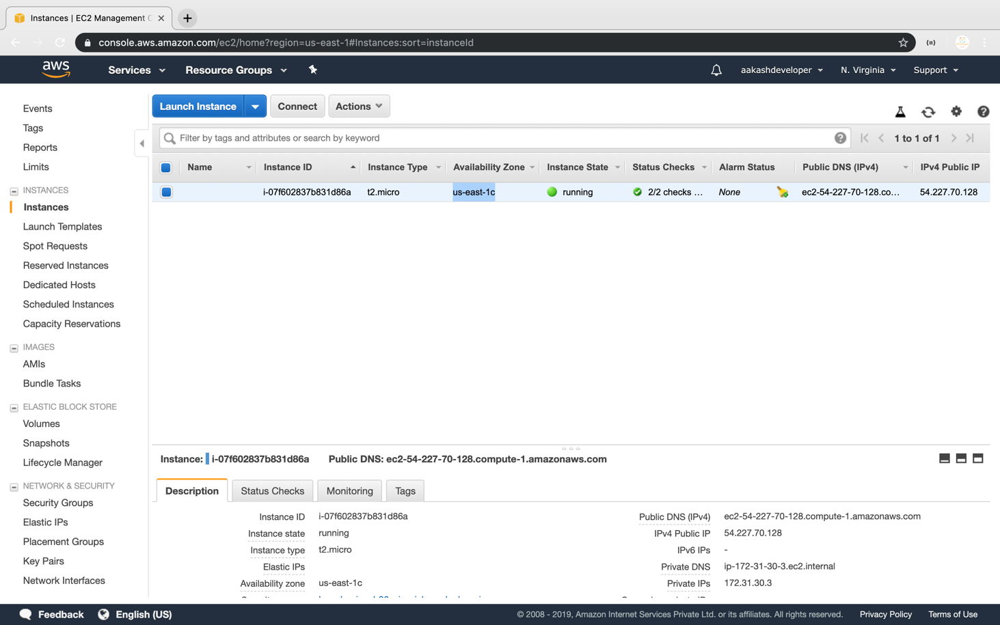 Instances | EC2 Management C
console.aws.amazon.com/ec2/home?region=us-east-1#Instances:sort=instanceId
aws Services Resource Groups aakashdeveloper N. Virginia Support
Events
Tags
Reports
Limits
INSTANCES
Instances
Launch Templates
Spot Requests
Reserved Instances
Dedicated Hosts
Scheduled Instances
Capacity Reservations
IMAGES
AMIs
Bundle Tasks
ELASTIC BLOCK STORE
Volumes
Snapshots
Lifecycle Manager
NETWORK & SECURITY
Security Groups
Elastic IPs
Placement Groups
Key Pairs
Network Interfaces
Launch Instance Connect Actions
Filter by tags and attributes or search by keyword 1 to 1 of 1
Name Instance ID Instance Type Availability Zone Instance State Status Checks Alarm Status Public DNS (IPv4) IPv4 Public IP
i-07f602837b831d86a t2.micro us-east-1c running 2/2 checks ... None ec2-54-227-70-128.co... 54.227.70.128
Instance: i-07f602837b831d86a Public DNS: ec2-54-227-70-128.compute-1.amazonaws.com
Description Status Checks Monitoring Tags
Instance ID i-07f602837b831d86a Public DNS (IPv4) ec2-54-227-70-128.compute-1.amazonaws.com
Instance state running IPv4 Public IP 54.227.70.128
Instance type t2.micro IPv6 IPs -
Elastic IPs Private DNS ip-172-31-30-3.ec2.internal
Availability zone us-east-1c Private IPs 172.31.30.3
Feedback English (US) © 2008 - 2019, Amazon Internet Services Private Ltd. or its affiliates. All rights reserved. Privacy Policy Terms of Use